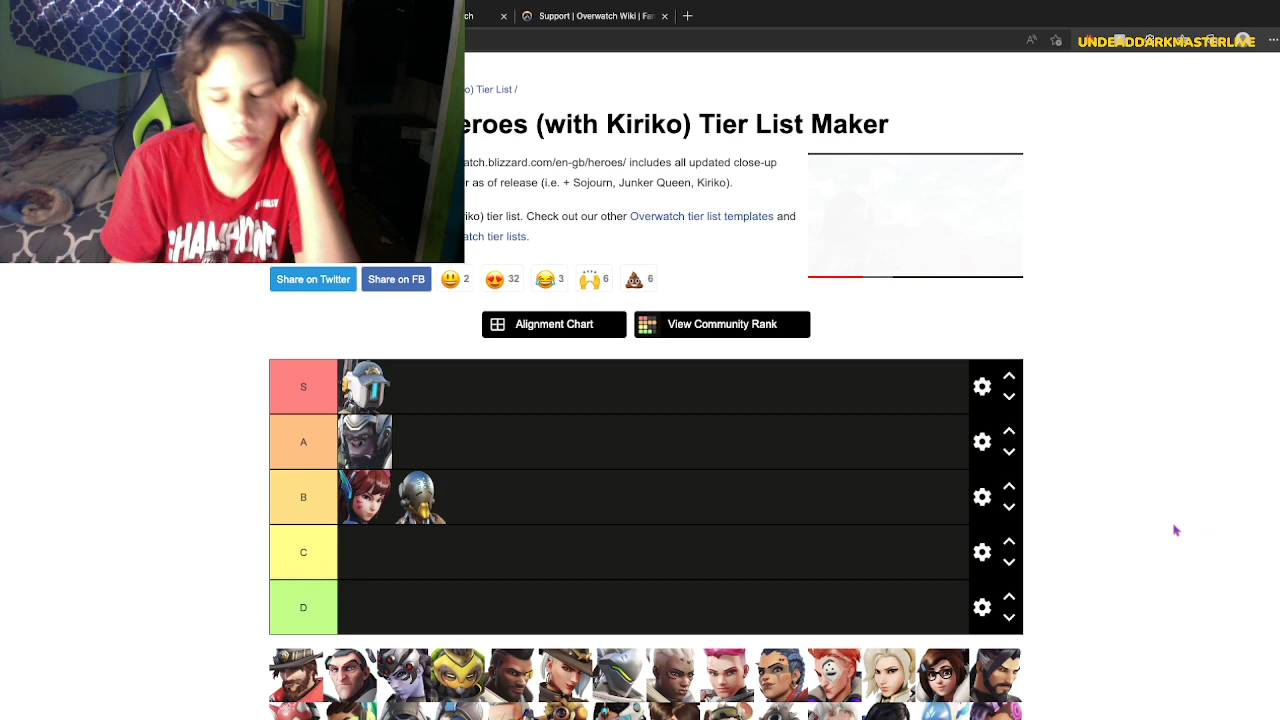 ch
Support | Overwatch Wiki | Fan
UNDEADDARKMASTERLIVE
o) Tier List /
eroes (with Kiriko) Tier List Maker
atch.blizzard.com/en-gb/heroes/ includes all updated close-up
r as of release (i.e. + Sojourn, Junker Queen, Kiriko).
iko) tier list. Check out our other Overwatch tier list templates and
atch tier lists.
CHAMPIONS
Share on Twitter
Share on FB
2
32
3
6
6
Alignment Chart
View Community Rank
S
A
B
C
D